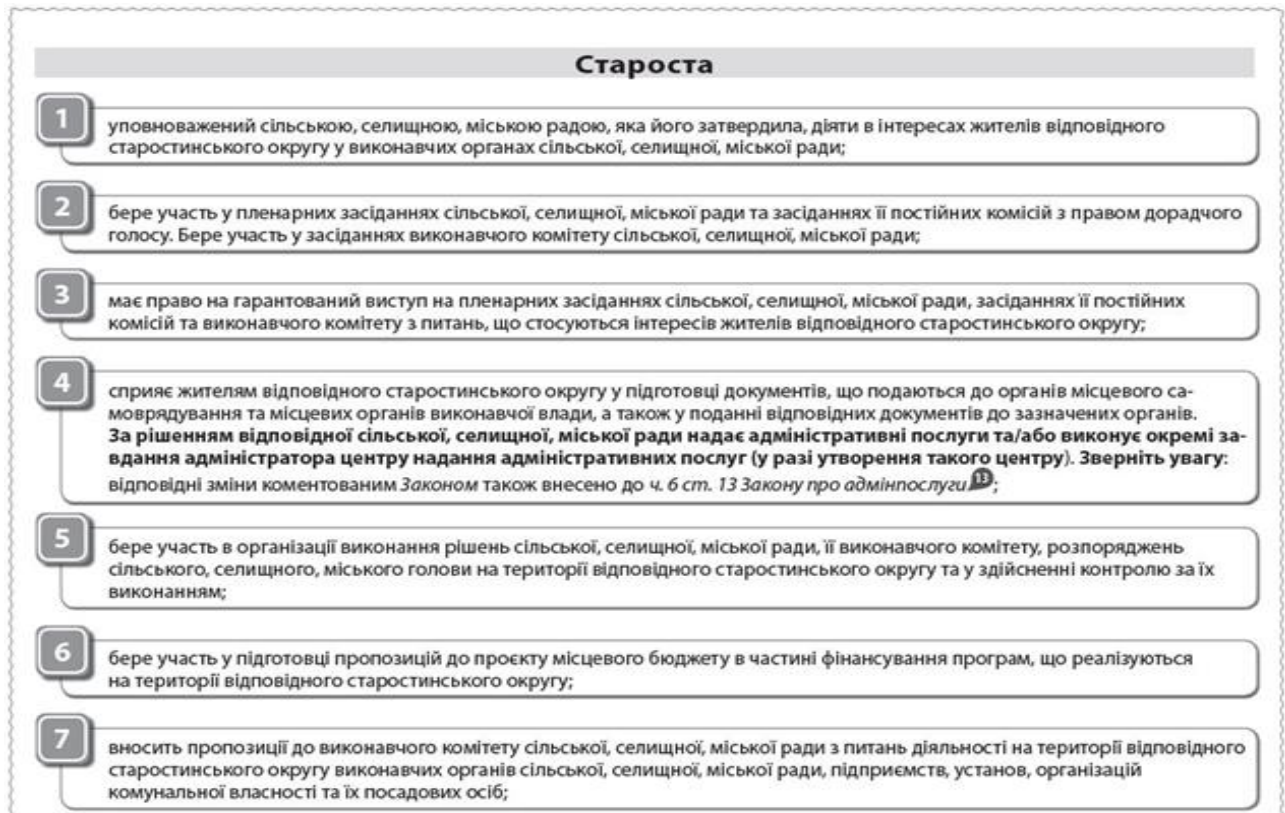 Староста
1
уповноважений сільською, селищною, міською радою, яка його затвердила, діяти в інтересах жителів відповідного
старостинського округу у виконавчих органах сільської, селищної, міської ради;
2
бере участь у пленарних засіданнях сільської, селищної, міської ради та засіданнях її постійних комісій з правом дорадчого
голосу. Бере участь у засіданнях виконавчого комітету сільської, селищної, міської ради;
3
має право на гарантований виступ на пленарних засіданнях сільської, селищної, міської ради, засіданнях її постійних
комісій та виконавчого комітету з питань, що стосуються інтересів жителів відповідного старостинського округу;
4
сприяє жителям відповідного старостинського округу у підготовці документів, що подаються до органів місцевого са-
моврядування та місцевих органів виконавчої влади, а також у поданні відповідних документів до зазначених органів.
За рішенням відповідної сільської, селищної, міської ради надає адміністративні послуги та/або виконує окремі за-
вдання адміністратора центру надання адміністративних послуг (у разі утворення такого центру). Зверніть увагу:
відповідні зміни коментованим Законом також внесено до ч. 6 ст. 13 Закону про адмінпослуги 13;
5
бере участь в організації виконання рішень сільської, селищної, міської ради, її виконавчого комітету, розпоряджень
сільського, селищного, міського голови на території відповідного старостинського округу та у здійсненні контролю за їх
виконанням;
6
бере участь у підготовці пропозицій до проєкту місцевого бюджету в частині фінансування програм, що реалізуються
на території відповідного старостинського округу;
7
вносить пропозиції до виконавчого комітету сільської, селищної, міської ради з питань діяльності на території відповідного
старостинського округу виконавчих органів сільської, селищної, міської ради, підприємств, установ, організацій
комунальної власності та їх посадових осіб;